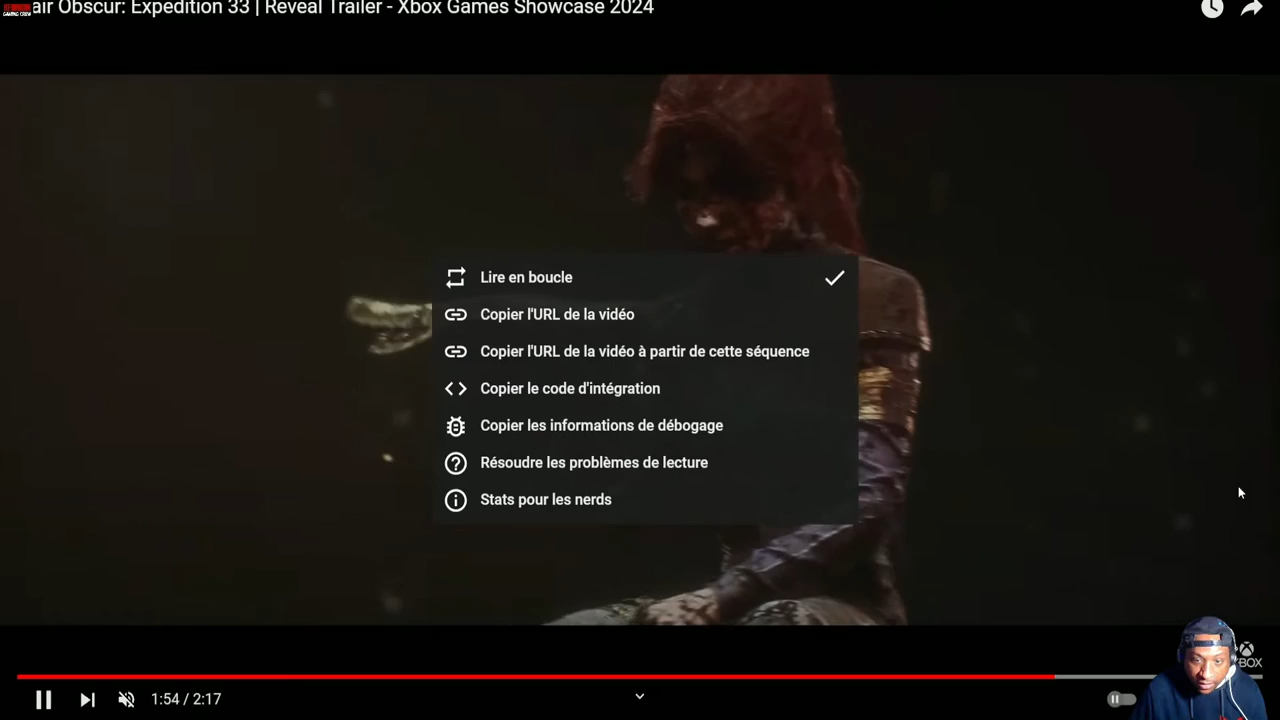 air Obscur: Expedition 33 | Reveal Trailer - Xbox Games Showcase 2024
Lire en boucle
Copier l'URL de la vidéo
Copier l'URL de la vidéo à partir de cette séquence
Copier le code d'intégration
Copier les informations de débogage
Résoudre les problèmes de lecture
Stats pour les nerds
1:54 / 2:17